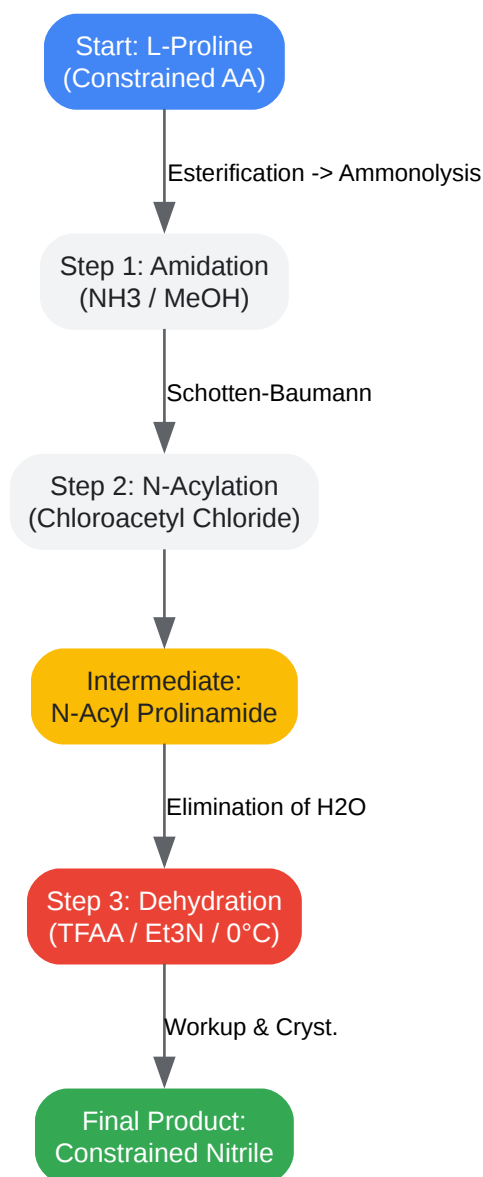 Start: L-Proline
(Constrained AA)
Esterification -> Ammonolysis
Step 1: Amidation
(NH3 / MeOH)
Schotten-Baumann
Step 2: N-Acylation
(Chloroacetyl Chloride)
Intermediate:
N-Acyl Prolinamide
Elimination of H2O
Step 3: Dehydration
(TFAA / Et3N / 0°C)
Workup & Cryst.
Final Product:
Constrained Nitrile